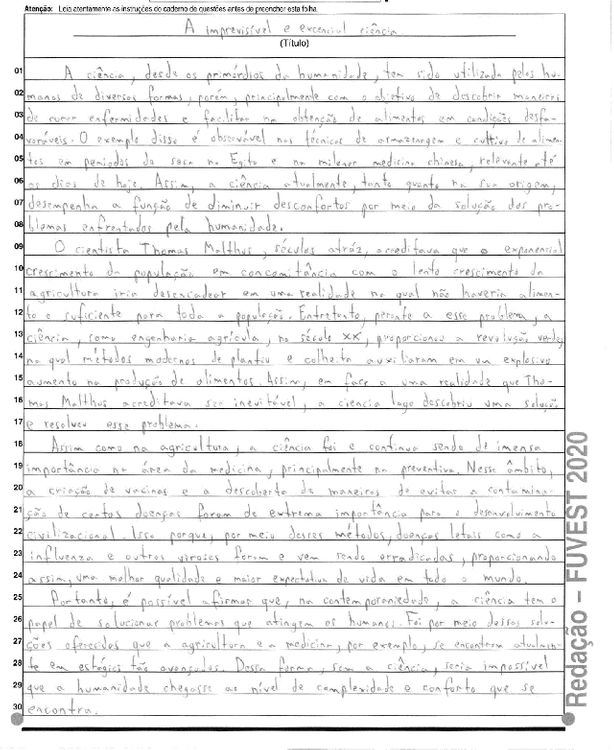 Atenção: Leia atentamente as instruções do caderno de questões antes de preencher esta folha.
A imprevisível e excencial ciência
(Título)
01 A ciência, desde os primórdios da humanidade, tem sido utilizada pelos hu-
02 manos de diversas formas, porém, principalmente com o objetivo de descobrir maneiras
03 de curar enfermidades e facilitar na obtenção de alimentos em condições desfa-
04 voráveis. O exemplo disso é observável nas técnicas de armazenagem e cultivo de alimen-
05 tos em períodos da seca no Egito e na milenar medicina chinesa, relevante até
06 os dias de hoje. Assim, a ciência atualmente, tanto quanto na sua origem,
07 desempenha a função de diminuir desconfortos por meio da solução dos pro-
08 blemas enfrentados pela humanidade.
09 O cientista Thomas Malthus, séculos atráz, acreditava que o exponencial
10 crescimento da população em concomitância com o lento crescimento da
11 agricultura iria desencadear em uma realidade na qual não haveria alimen-
12 to o suficiente para toda a população. Entretanto, perante a esse problema, a
13 ciência, como engenharia agrícula, no século XX, proporcionou a revolução verde,
14 na qual métodos modernos de plantiu e colheita auxiliaram em um explosivo
15 aumento na produção de alimentos. Assim, em face a uma realidade que Tho-
16 mas Malthus acreditava ser inevitável, a ciencia logo descobriu uma solução
17 e resolveu esse problema.
18 Assim como na agricultura, a ciência foi e continua sendo de imensa
19 importância na área da medicina, principalmente na preventiva. Nesse âmbito,
20 a criação de vacinas e a descoberta de maneiras de evitar a contamina-
21 ção de certas doenças foram de extrema importância para o desenvolvimento
22 civilizacional. Isso porque, por meio desses métodos, doenças letais como a
23 influenza e outras viroses foram e vem sendo erradicadas, proporcionando
24 assim, uma melhor qualidade e maior expectativa de vida em todo o mundo.
25 Portanto, é possível afirmar que, na contemporaniedade, a ciência tem o
26 papel de solucionar problemas que atingem os humanos. Foi por meio dessas solu-
27 ções oferecidas que a agricultura e a medicina, por exemplo, se encontram atualmen-
28 te em estágios tão avançados. Dessa forma, sem a ciência, seria impossível
29 que a humanidade chegasse ao nível de complexidade e conforto que se
30 encontra.
Redação – FUVEST 2020